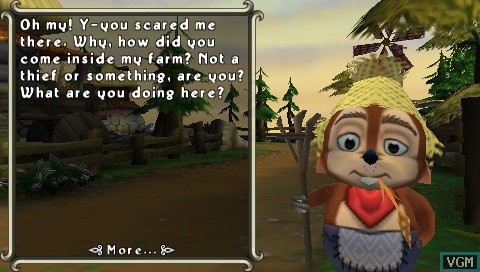 Oh my! Y-you scared me
there. Why, how did you
come inside my farm? Not a
thief or something, are you?
What are you doing here?
More...
VGM